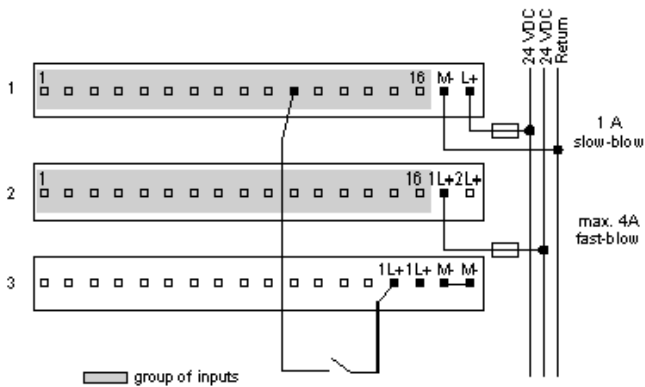 24 VDC
24 VDC
Return
1
1 16 M- L+
1 A
slow-blow
2
1 16 1L+ 2L+
max. 4A
fast-blow
3
1L+ 1L+ M- M-
group of inputs